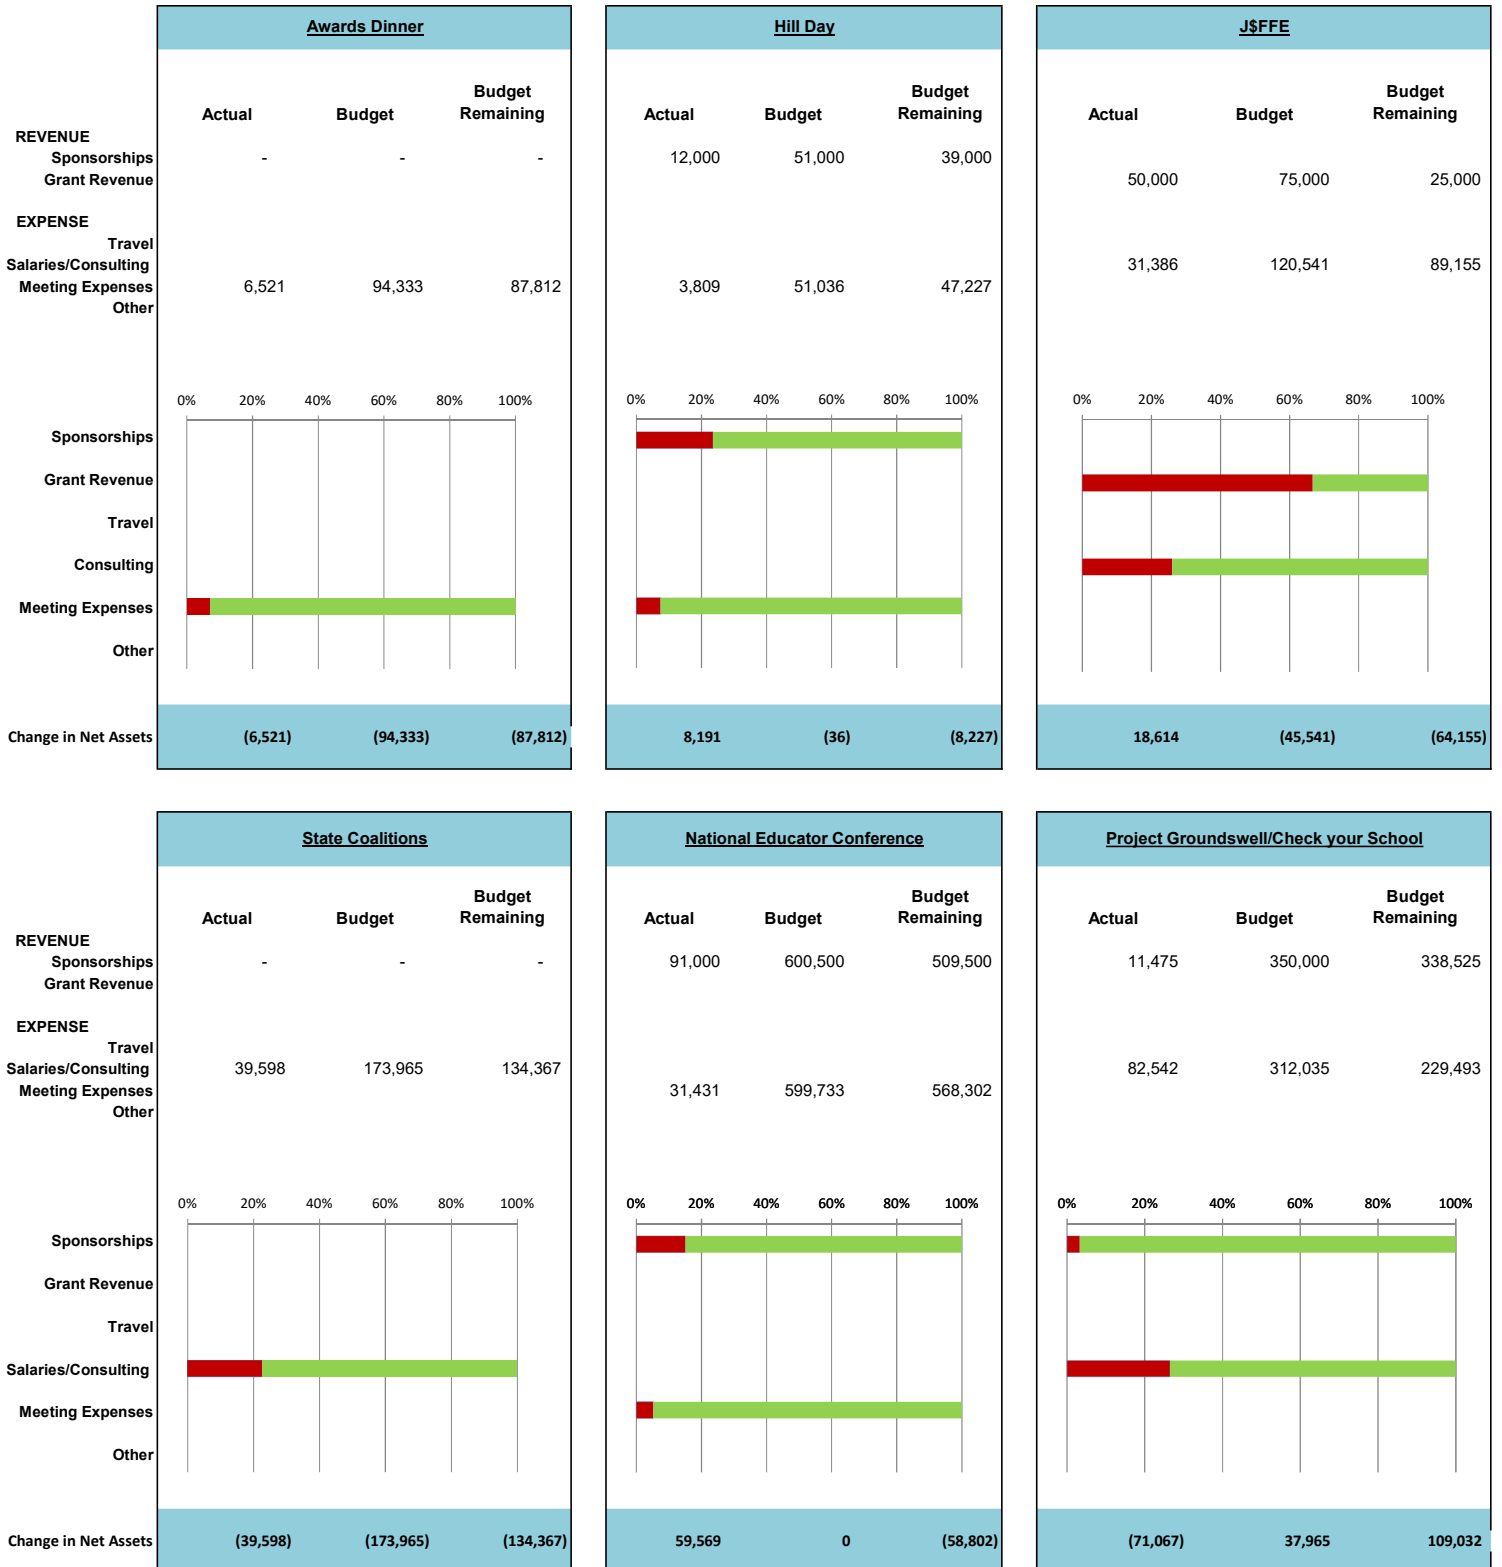 Awards Dinner Hill Day J$FFE
Budget Budget Budget
Actual Budget Remaining Actual Budget Remaining Actual Budget Remaining
REVENUE
Sponsorships - - - 12,000 51,000 39,000
Grant Revenue 50,000 75,000 25,000
EXPENSE
Travel
Salaries/Consulting 31,386 120,541 89,155
Meeting Expenses 6,521 94,333 87,812 3,809 51,036 47,227
Other
0% 20% 40% 60% 80% 100% 0% 20% 40% 60% 80% 100% 0% 20% 40% 60% 80% 100%
Sponsorships
Grant Revenue
Travel
Consulting
Meeting Expenses
Other
Change in Net Assets (6,521) (94,333) (87,812) 8,191 (36) (8,227) 18,614 (45,541) (64,155)
State Coalitions National Educator Conference Project Groundswell/Check your School
Budget Budget Budget
Actual Budget Remaining Actual Budget Remaining Actual Budget Remaining
REVENUE
Sponsorships - - - 91,000 600,500 509,500 11,475 350,000 338,525
Grant Revenue
EXPENSE
Travel
Salaries/Consulting 39,598 173,965 134,367 82,542 312,035 229,493
Meeting Expenses 31,431 599,733 568,302
Other
0% 20% 40% 60% 80% 100% 0% 20% 40% 60% 80% 100% 0% 20% 40% 60% 80% 100%
Sponsorships
Grant Revenue
Travel
Salaries/Consulting
Meeting Expenses
Other
Change in Net Assets (39,598) (173,965) (134,367) 59,569 0 (58,802) (71,067) 37,965 109,032